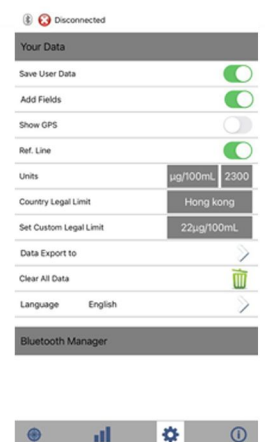 Disconnected
Your Data
Save User Data
Add Fields
Show GPS
Ref. Line
Units µg/100mL 2300
Country Legal Limit Hong kong
Set Custom Legal Limit 22µg/100mL
Data Export to
Clear All Data
Language English
Bluetooth Manager